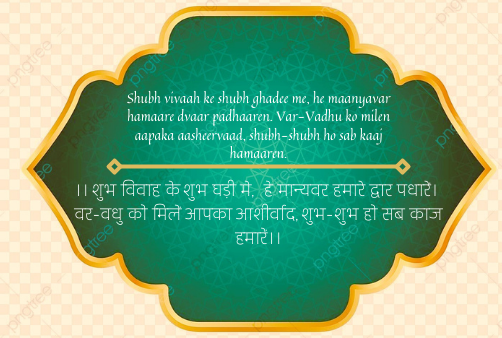 Shubh vivaah ke shubh ghadee me, he maanyavar
hamaare dvaar padhaaren. Var-Vadhu ko milen
aapaka aasheervaad, shubh-shubh ho sab kaaj
hamaaren.
।। शुभ विवाह के शुभ घड़ी मे, हे मान्यवर हमारे द्वार पधारे।
वर-वधु को मिलें आपका आशीर्वाद, शुभ-शुभ हो सब काज
हमारें।।
pngtree